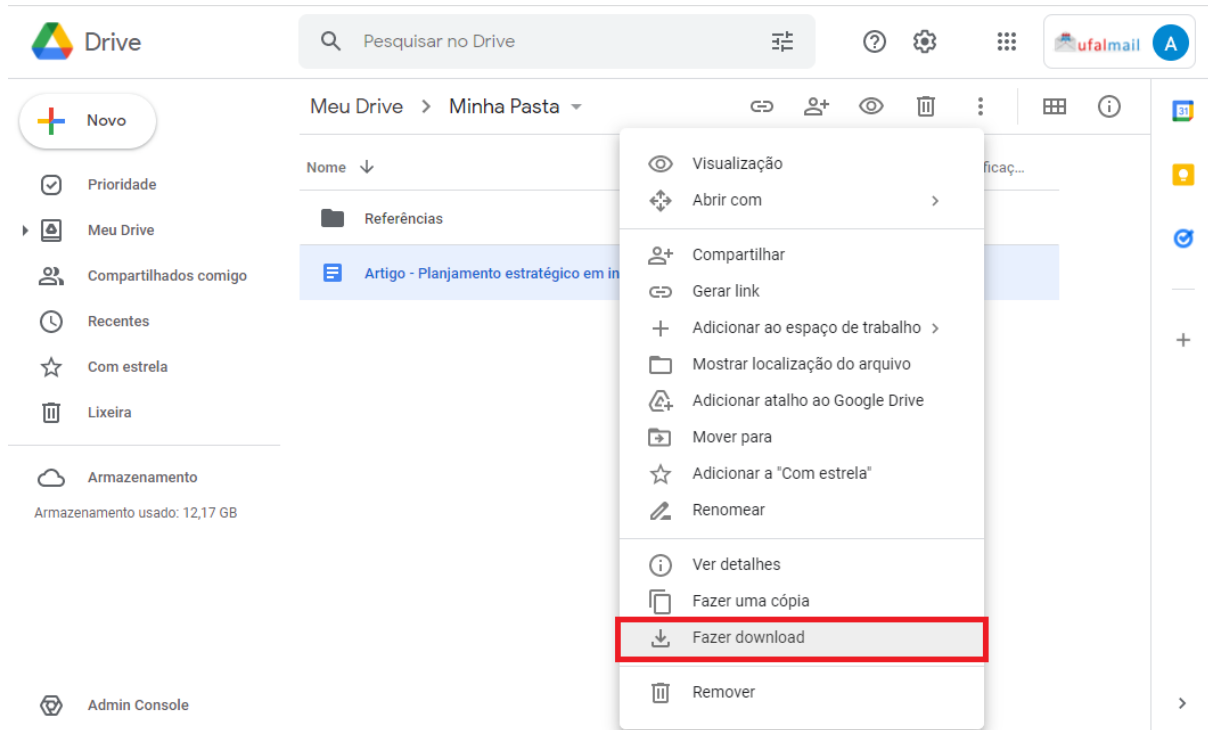 Drive
Pesquisar no Drive
ufalmail
A
Novo
Meu Drive > Minha Pasta
31
Nome
Prioridade
Meu Drive
Compartilhados comigo
Recentes
Com estrela
Lixeira
Armazenamento
Armazenamento usado: 12,17 GB
Admin Console
Referências
Artigo - Planjamento estratégico em in
ficaç...
Visualização
Abrir com
Compartilhar
Gerar link
Adicionar ao espaço de trabalho
Mostrar localização do arquivo
Adicionar atalho ao Google Drive
Mover para
Adicionar a "Com estrela"
Renomear
Ver detalhes
Fazer uma cópia
Fazer download
Remover